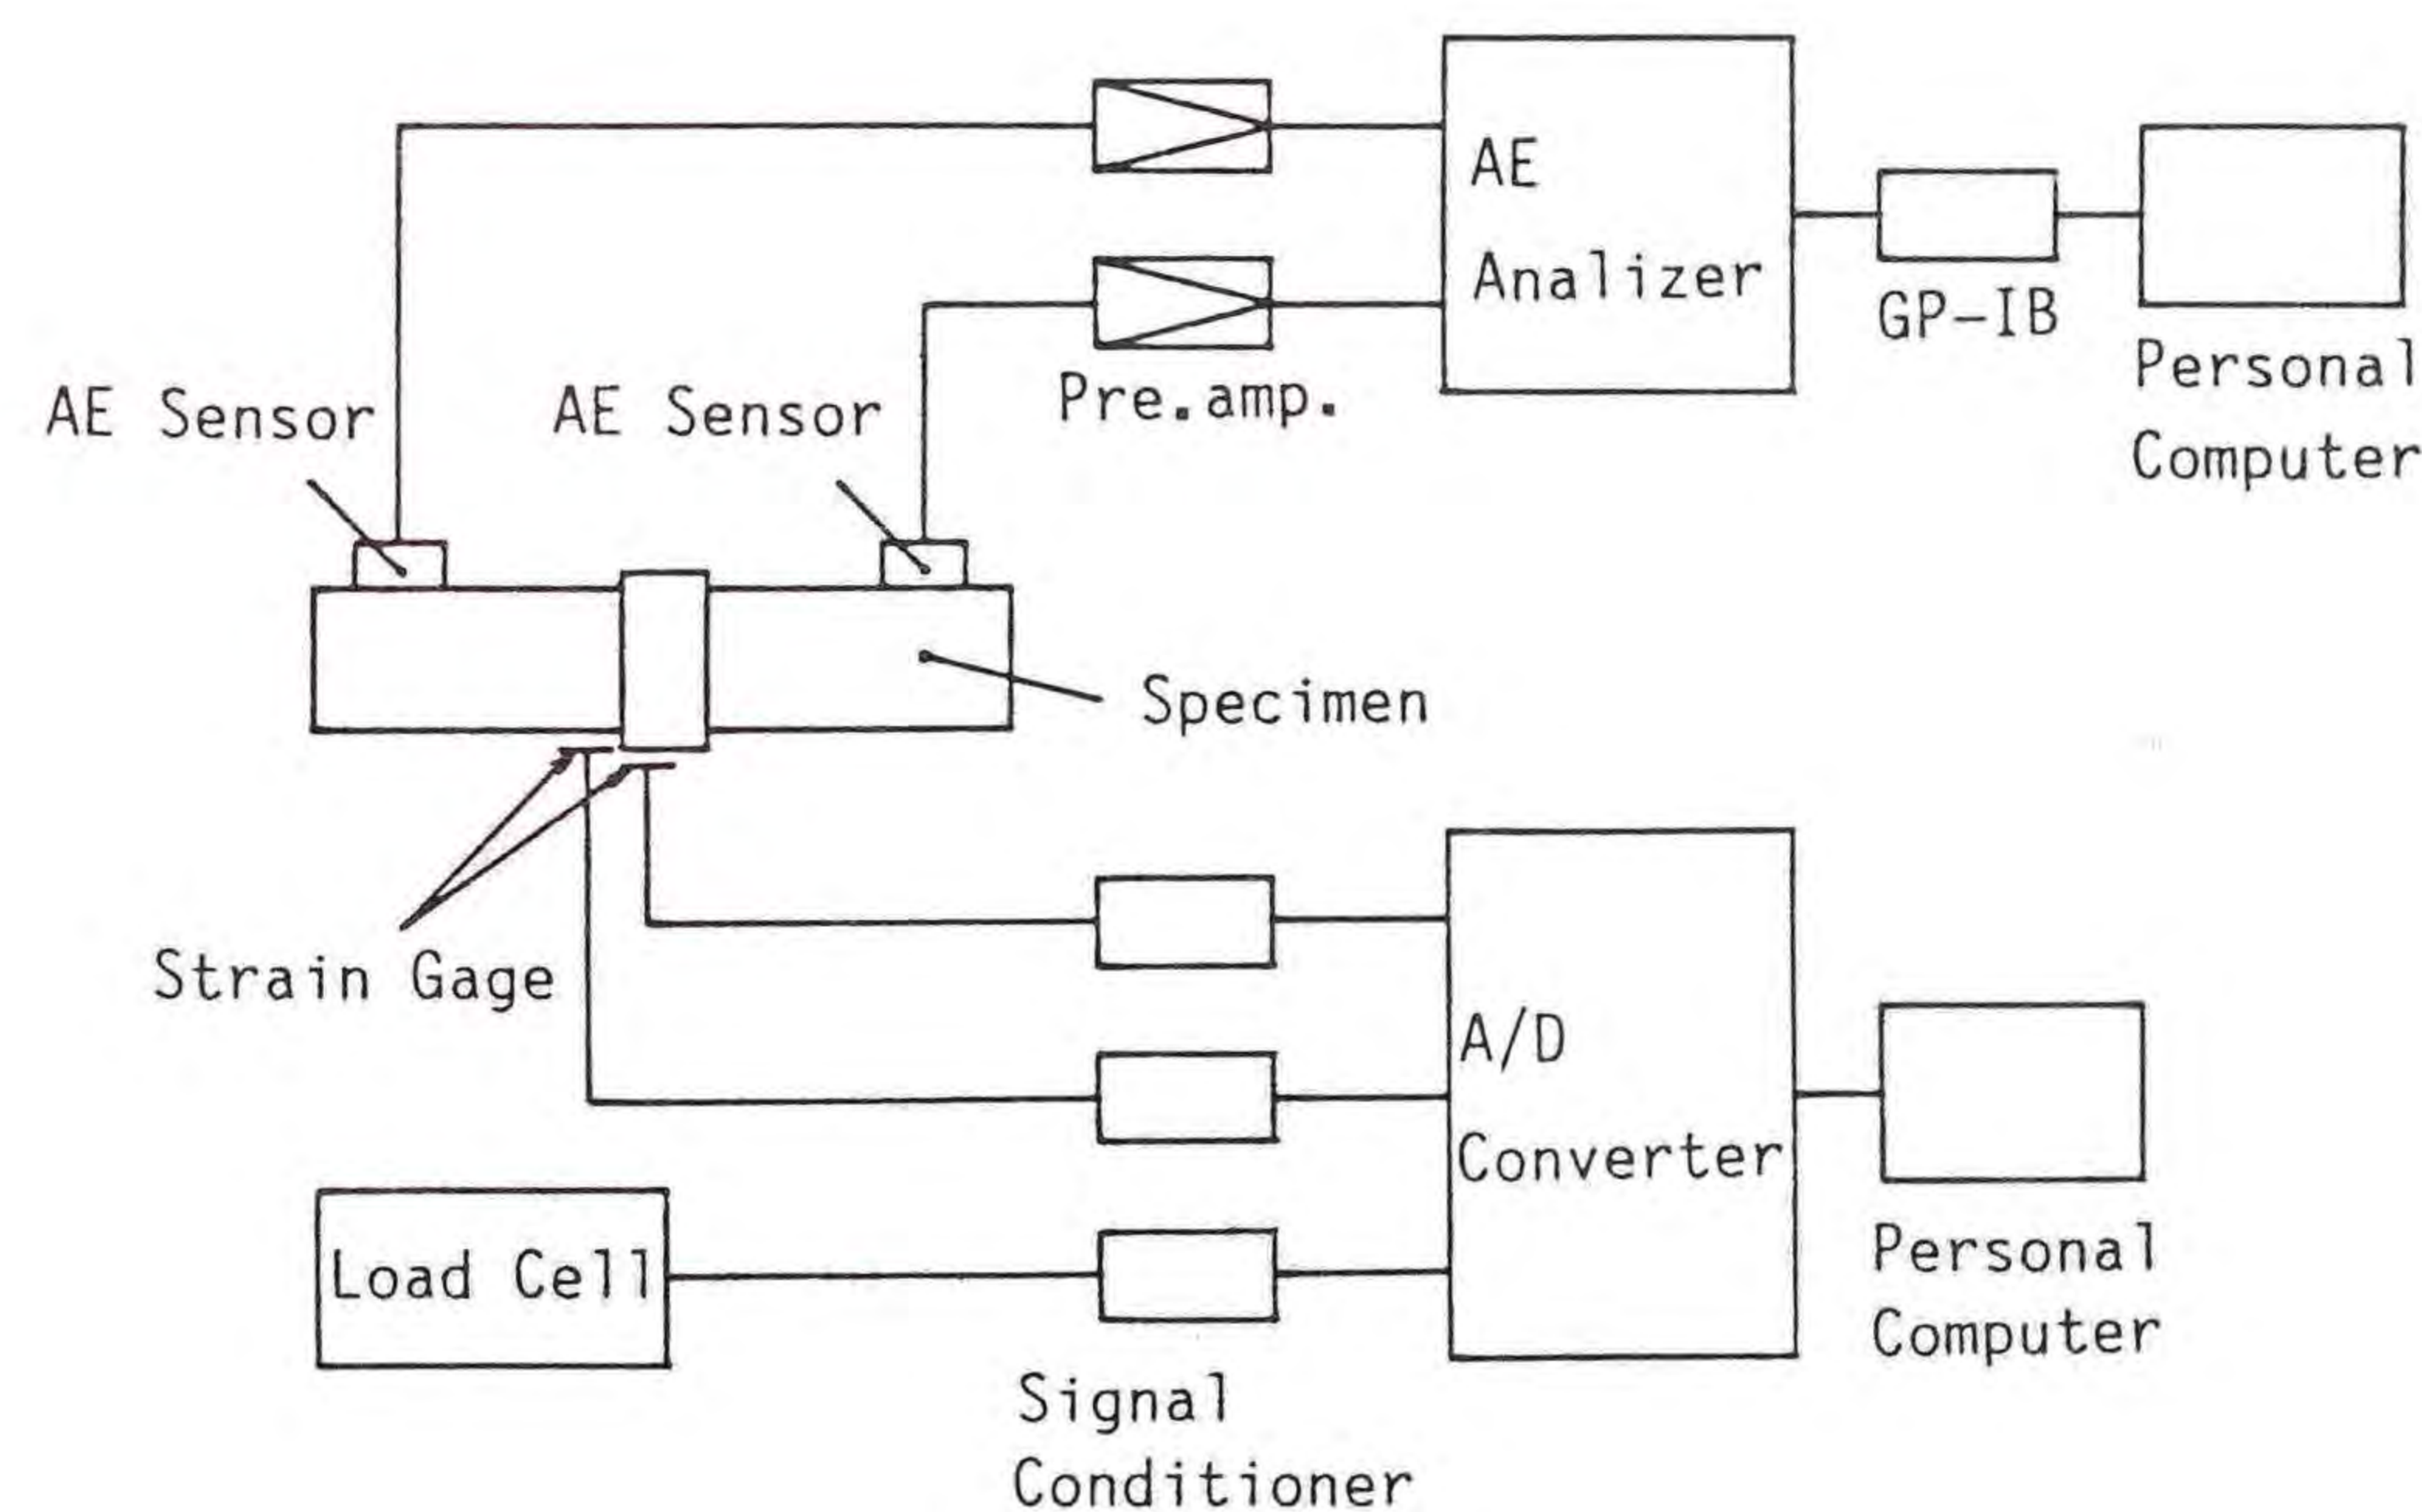 AE
Analizer
GP-IB
Personal
Computer
Pre.amp.
AE Sensor
AE Sensor
Specimen
Strain Gage
A/D
Converter
Personal
Computer
Load Cell
Signal
Conditioner